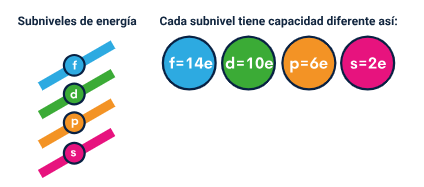 Subniveles de energía
f
d
p
s
Cada subnivel tiene capacidad diferente así:
f=14e d=10e p=6e s=2e